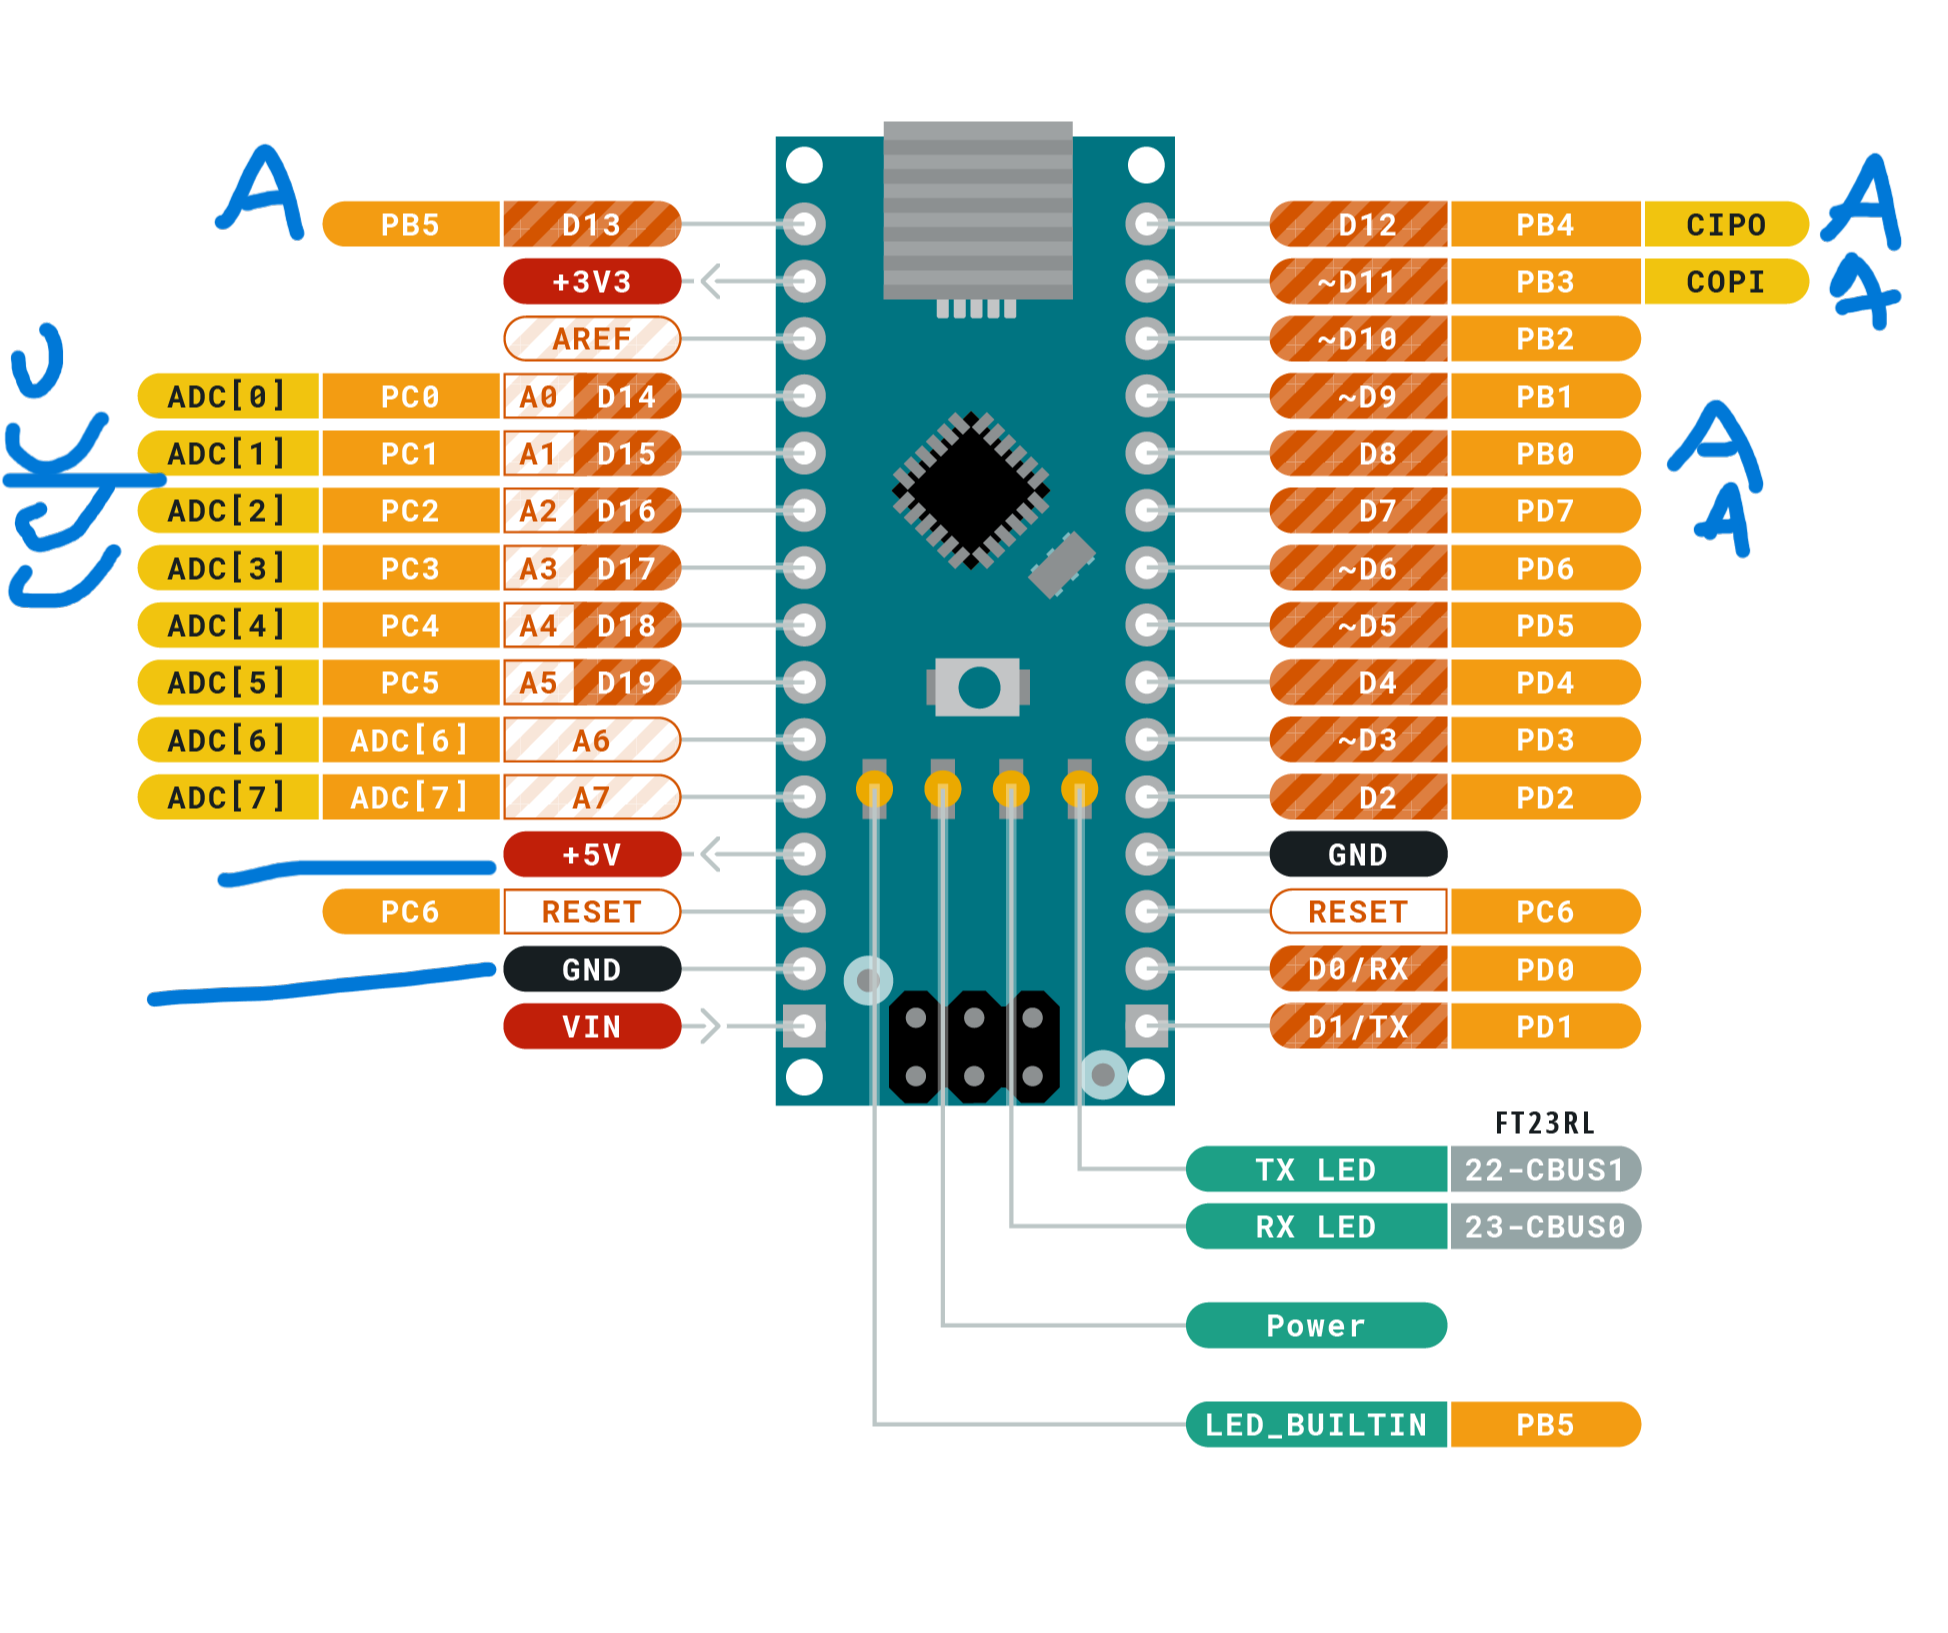 A A
PB5 D13 D12 PB4 CIPO
+3V3 ~D11 PB3 COPI A
AREF ~D10 PB2
U
ADC[0] PC0 A0 D14 ~D9 PB1
ADC[1] PC1 A1 D15 D8 PB0 A
ADC[2] PC2 A2 D16 D7 PD7 A
ADC[3] PC3 A3 D17 ~D6 PD6
ADC[4] PC4 A4 D18 ~D5 PD5
ADC[5] PC5 A5 D19 D4 PD4
ADC[6] ADC[6] A6 ~D3 PD3
ADC[7] ADC[7] A7 D2 PD2
+5V GND
PC6 RESET RESET PC6
GND D0/RX PD0
VIN D1/TX PD1
FT23RL
TX LED 22-CBUS1
RX LED 23-CBUS0
Power
LED_BUILTIN PB5